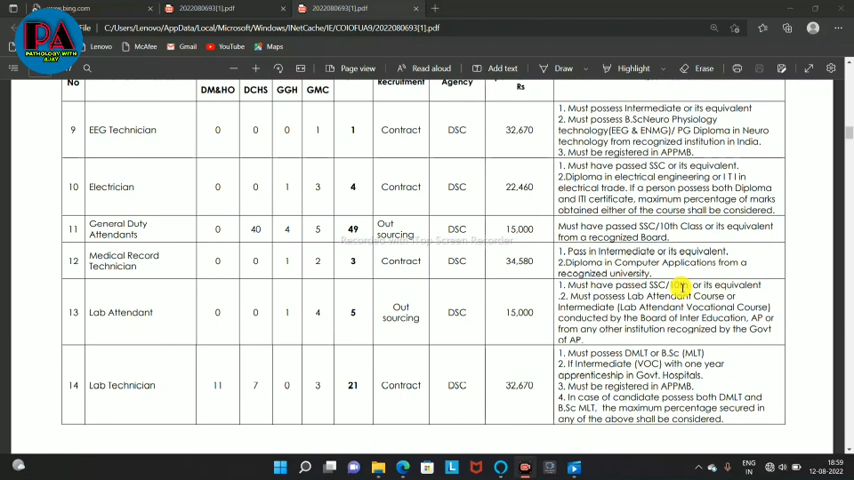 www.bing.com
2022080693[1].pdf
2022080693[1].pdf
File
C:/Users/Lenovo/AppData/Local/Microsoft/Windows/INetCache/IE/COIOFUA9/2022080693[1].pdf
Lenovo
McAfee
Gmail
YouTube
Maps
PA
PATHOLOGY WITH
AJAY
Page view
Read aloud
Add text
Draw
Highlight
Erase
No
DM&HO
DCHS
GGH
GMC
Recruitment
Agency
Rs
9
EEG Technician
0
0
0
1
1
Contract
DSC
32,670
1. Must possess Intermediate or its equivalent
2. Must possess B.ScNeuro Physiology
technology(EEG & ENMG)/ PG Diploma in Neuro
technology from recognized institution in India.
3. Must be registered in APPMB.
10
Electrician
0
0
1
3
4
Contract
DSC
22,460
1. Must have passed SSC or its equivalent.
2.Diploma in electrical engineering or I T I in
electrical trade. If a person possess both Diploma
and ITI certificate, maximum percentage of marks
obtained either of the course shall be considered.
11
General Duty
Attendants
0
40
4
5
49
Out
sourcing
DSC
15,000
Must have passed SSC/10th Class or its equivalent
from a recognized Board.
Recorded with iTop Screen Recorder
12
Medical Record
Technician
0
0
1
2
3
Contract
DSC
34,580
1. Pass in Intermediate or its equivalent.
2.Diploma in Computer Applications from a
recognized university.
13
Lab Attendant
0
0
1
4
5
Out
sourcing
DSC
15,000
1. Must have passed SSC/10th or its equivalent
.2. Must possess Lab Attendant Course or
Intermediate (Lab Attendant Vocational Course)
conducted by the Board of Inter Education, AP or
from any other institution recognized by the Govt
of AP.
14
Lab Technician
11
7
0
3
21
Contract
DSC
32,670
1. Must possess DMLT or B.Sc (MLT)
2. If Intermediate (VOC) with one year
apprenticeship in Govt. Hospitals.
3. Must be registered in APPMB.
4. In case of candidate possess both DMLT and
B.Sc MLT, the maximum percentage secured in
any of the above shall be considered.
ENG
IN
18:59
12-08-2022